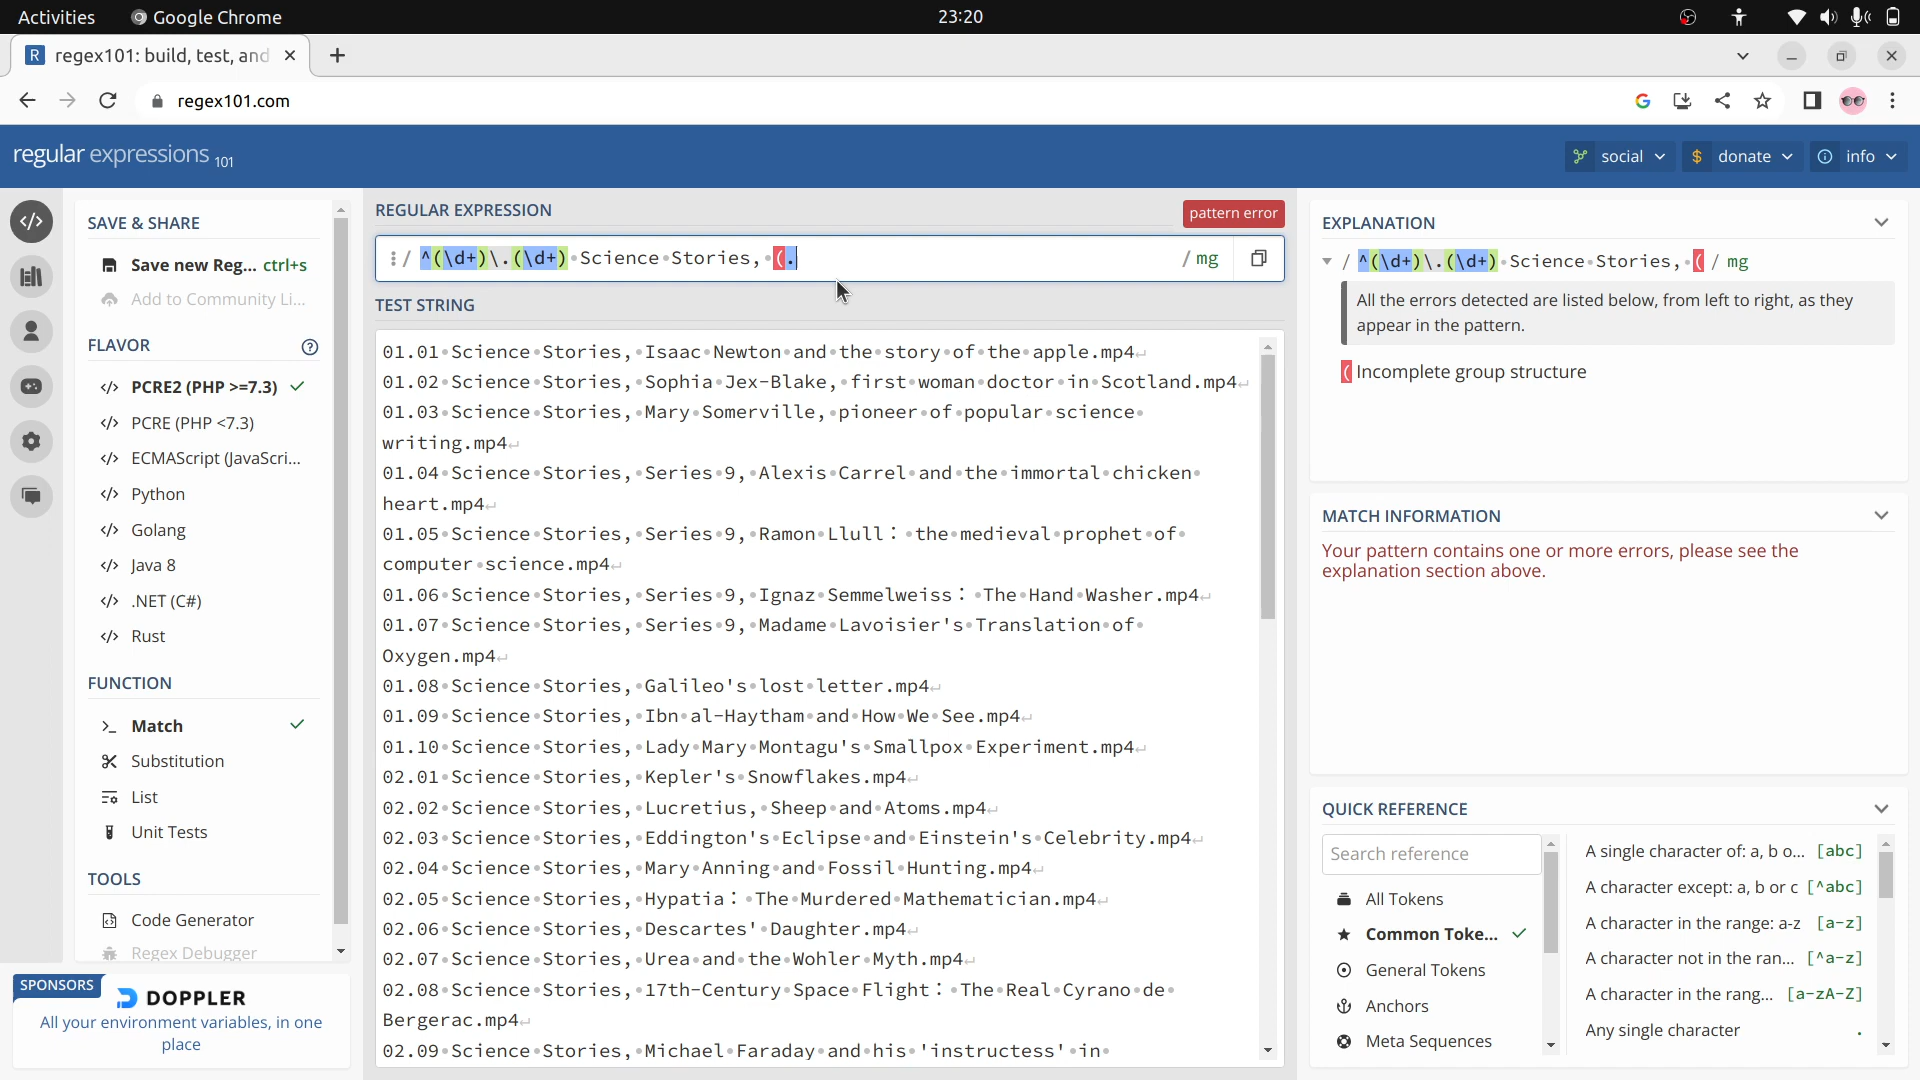 Activities Google Chrome 23:20
regex101: build, test, and
regex101.com
regular expressions 101
social $ donate info
SAVE & SHARE
Save new Reg... ctrl+s
Add to Community Li...
FLAVOR
</> PCRE2 (PHP >=7.3)
</> PCRE (PHP <7.3)
</> ECMAScript (JavaScri...
</> Python
</> Golang
</> Java 8
</> .NET (C#)
</> Rust
FUNCTION
Match
Substitution
List
Unit Tests
TOOLS
Code Generator
Regex Debugger
SPONSORS
DOPPLER
All your environment variables, in one
place
REGULAR EXPRESSION
pattern error
/ ^(\d+)\.(\d+)·Science·Stories,·(. / mg
TEST STRING
01.01·Science·Stories,·Isaac·Newton·and·the·story·of·the·apple.mp4↵
01.02·Science·Stories,·Sophia·Jex-Blake,·first·woman·doctor·in·Scotland.mp4↵
01.03·Science·Stories,·Mary·Somerville,·pioneer·of·popular·science·
writing.mp4↵
01.04·Science·Stories,·Series·9,·Alexis·Carrel·and·the·immortal·chicken·
heart.mp4↵
01.05·Science·Stories,·Series·9,·Ramon·Llull：·the·medieval·prophet·of·
computer·science.mp4↵
01.06·Science·Stories,·Series·9,·Ignaz·Semmelweiss：·The·Hand·Washer.mp4↵
01.07·Science·Stories,·Series·9,·Madame·Lavoisier's·Translation·of·
Oxygen.mp4↵
01.08·Science·Stories,·Galileo's·lost·letter.mp4↵
01.09·Science·Stories,·Ibn·al-Haytham·and·How·We·See.mp4↵
01.10·Science·Stories,·Lady·Mary·Montagu's·Smallpox·Experiment.mp4↵
02.01·Science·Stories,·Kepler's·Snowflakes.mp4↵
02.02·Science·Stories,·Lucretius,·Sheep·and·Atoms.mp4↵
02.03·Science·Stories,·Eddington's·Eclipse·and·Einstein's·Celebrity.mp4↵
02.04·Science·Stories,·Mary·Anning·and·Fossil·Hunting.mp4↵
02.05·Science·Stories,·Hypatia：·The·Murdered·Mathematician.mp4↵
02.06·Science·Stories,·Descartes'·Daughter.mp4↵
02.07·Science·Stories,·Urea·and·the·Wohler·Myth.mp4↵
02.08·Science·Stories,·17th-Century·Space·Flight：·The·Real·Cyrano·de·
Bergerac.mp4↵
02.09·Science·Stories,·Michael·Faraday·and·his·'instructess'·in·
EXPLANATION
/ ^(\d+)\.(\d+)·Science·Stories,·( / mg
All the errors detected are listed below, from left to right, as they
appear in the pattern.
( Incomplete group structure
MATCH INFORMATION
Your pattern contains one or more errors, please see the
explanation section above.
QUICK REFERENCE
Search reference
All Tokens
Common Toke...
General Tokens
Anchors
Meta Sequences
A single character of: a, b o... [abc]
A character except: a, b or c [^abc]
A character in the range: a-z [a-z]
A character not in the ran... [^a-z]
A character in the rang... [a-zA-Z]
Any single character .